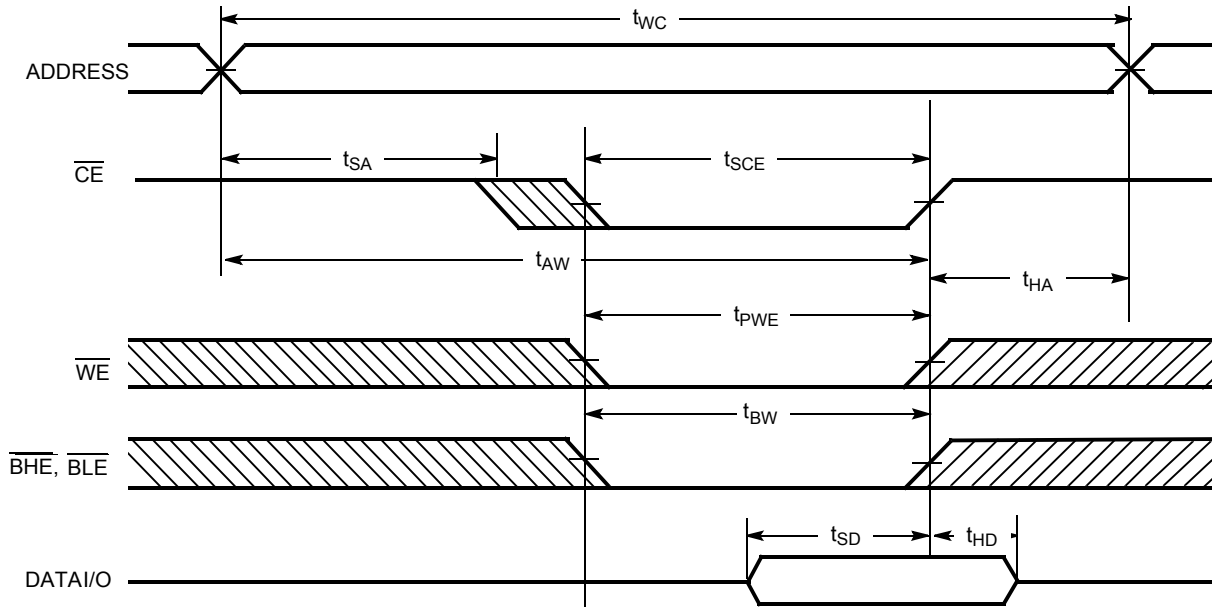 tWC
ADDRESS
tSA
tSCE
CE
tAW
tHA
tPWE
WE
tBW
BHE, BLE
tSD
tHD
DATAI/O